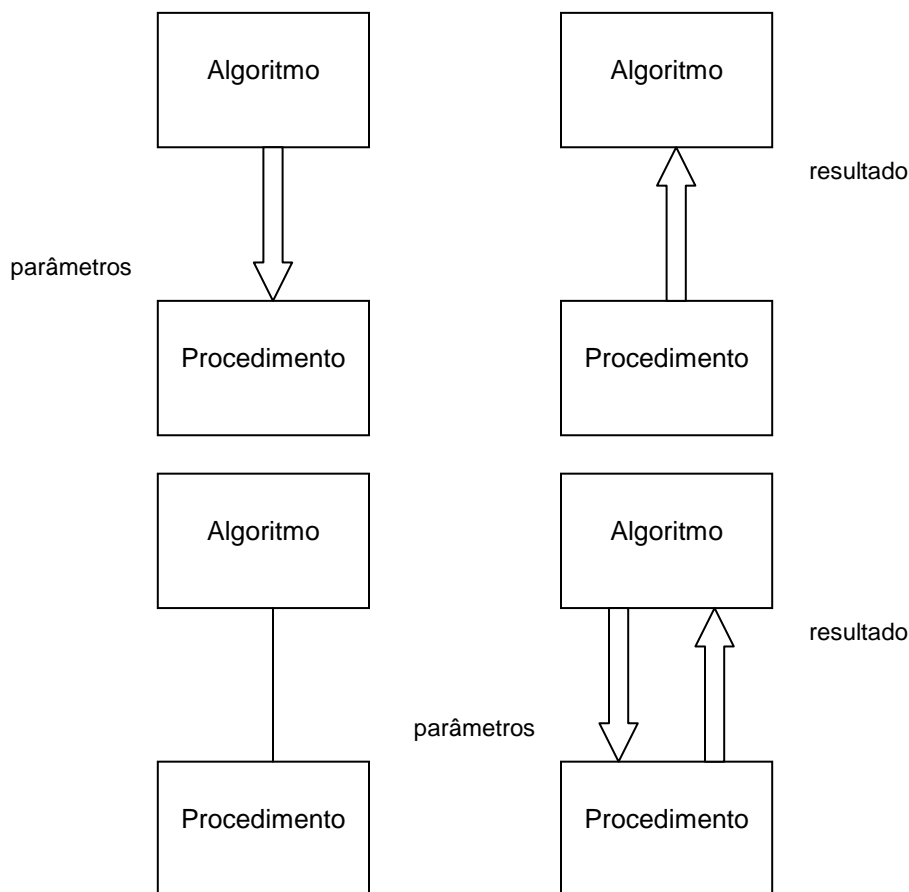 Algoritmo
Algoritmo
resultado
parâmetros
Procedimento
Procedimento
Algoritmo
Algoritmo
resultado
parâmetros
Procedimento
Procedimento